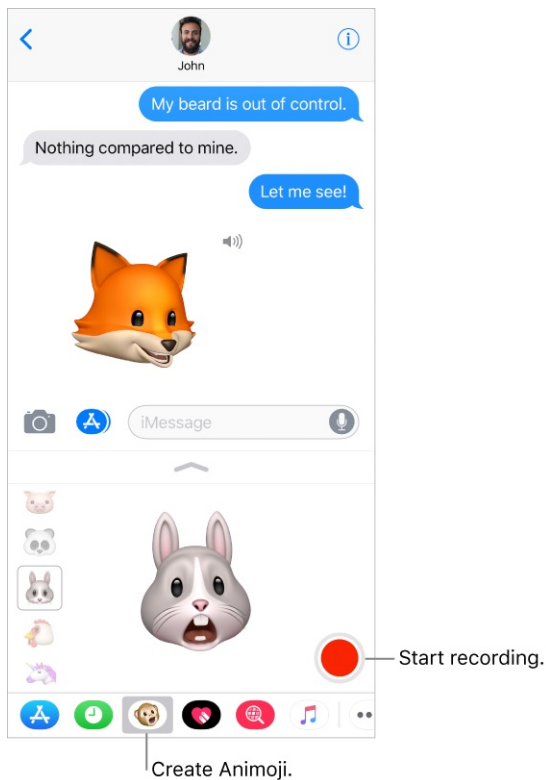 John
My beard is out of control.
Nothing compared to mine.
Let me see!
iMessage
Start recording.
Create Animoji.